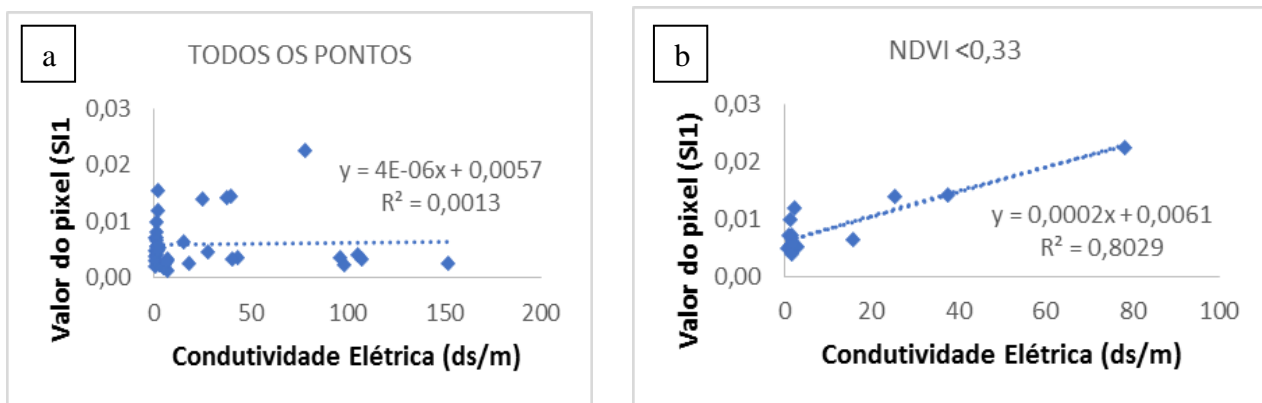 a
TODOS OS PONTOS
Valor do pixel (SI1
0,03
0,02
0,01
0,00
y = 4E-06x + 0,0057
R² = 0,0013
0 50 100 150 200
Condutividade Elétrica (ds/m)
b
NDVI <0,33
Valor do pixel (SI1)
0,03
0,02
0,01
0,00
y = 0,0002x + 0,0061
R² = 0,8029
0 20 40 60 80 100
Condutividade Elétrica (ds/m)